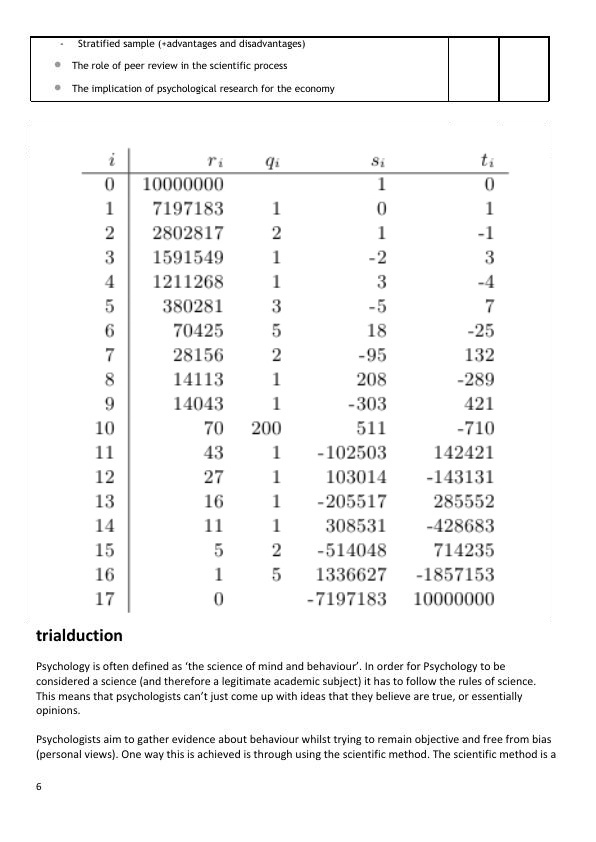 - Stratified sample (+advantages and disadvantages)
● The role of peer review in the scientific process
● The implication of psychological research for the economy
i ri qi si ti
0 10000000 1 0
1 7197183 1 0 1
2 2802817 2 1 -1
3 1591549 1 -2 3
4 1211268 1 3 -4
5 380281 3 -5 7
6 70425 5 18 -25
7 28156 2 -95 132
8 14113 1 208 -289
9 14043 1 -303 421
10 70 200 511 -710
11 43 1 -102503 142421
12 27 1 103014 -143131
13 16 1 -205517 285552
14 11 1 308531 -428683
15 5 2 -514048 714235
16 1 5 1336627 -1857153
17 0 -7197183 10000000
trialduction
Psychology is often defined as ‘the science of mind and behaviour’. In order for Psychology to be
considered a science (and therefore a legitimate academic subject) it has to follow the rules of science.
This means that psychologists can’t just come up with ideas that they believe are true, or essentially
opinions.
Psychologists aim to gather evidence about behaviour whilst trying to remain objective and free from bias
(personal views). One way this is achieved is through using the scientific method. The scientific method is a
6